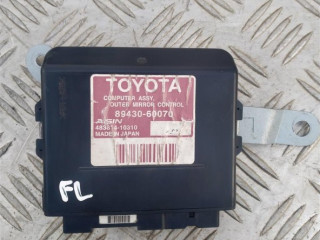 TOYOTA
COMPUTER ASSY
OUTER MIRROR CONTROL
89430-60070
AISIN
MADE IN JAPAN
FL